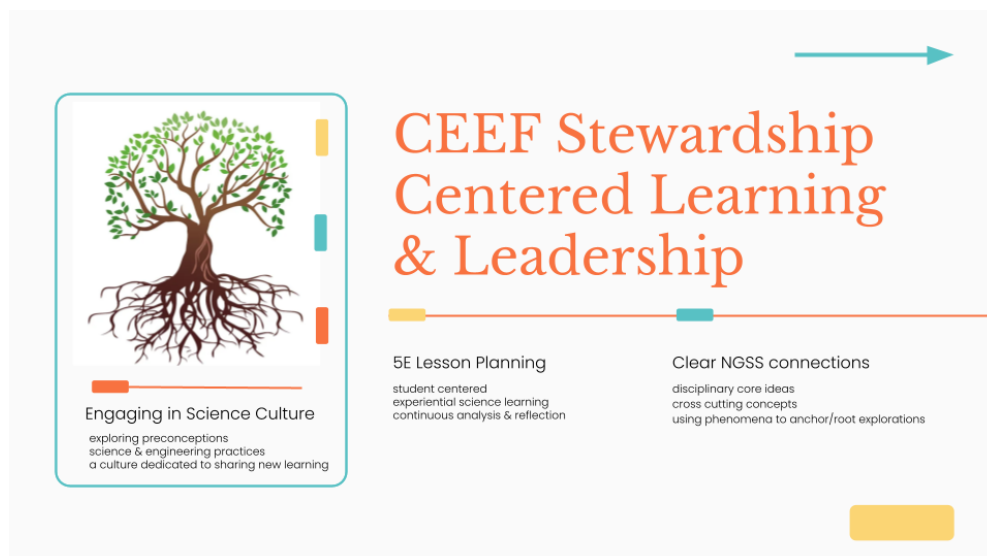 CEEF Stewardship
Centered Learning
& Leadership
Engaging in Science Culture
exploring preconceptions
science & engineering practices
a culture dedicated to sharing new learning
5E Lesson Planning
student centered
experiential science learning
continuous analysis & reflection
Clear NGSS connections
disciplinary core ideas
cross cutting concepts
using phenomena to anchor/root explorations